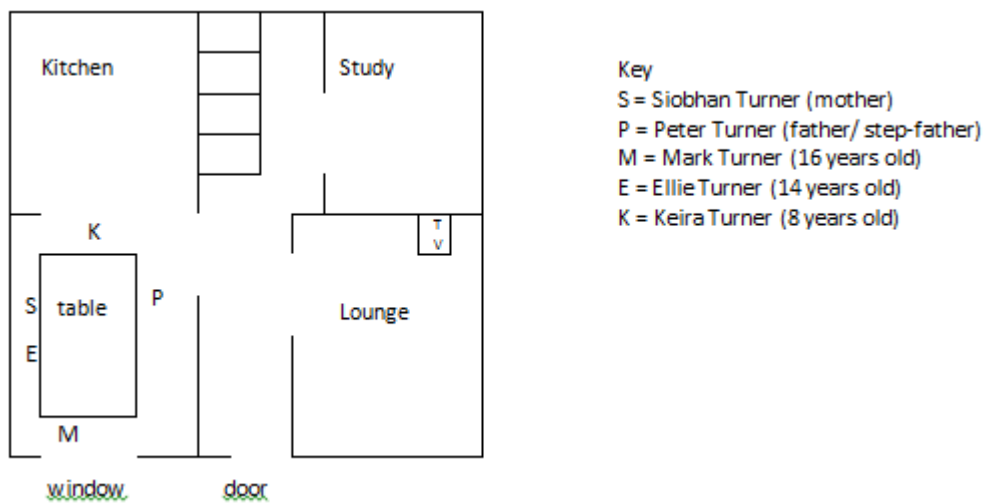 Kitchen
Study
Key
S = Siobhan Turner (mother)
P = Peter Turner (father/ step-father)
M = Mark Turner (16 years old)
E = Ellie Turner (14 years old)
K = Keira Turner (8 years old)
T
V
K
S
table
P
Lounge
E
M
window
door